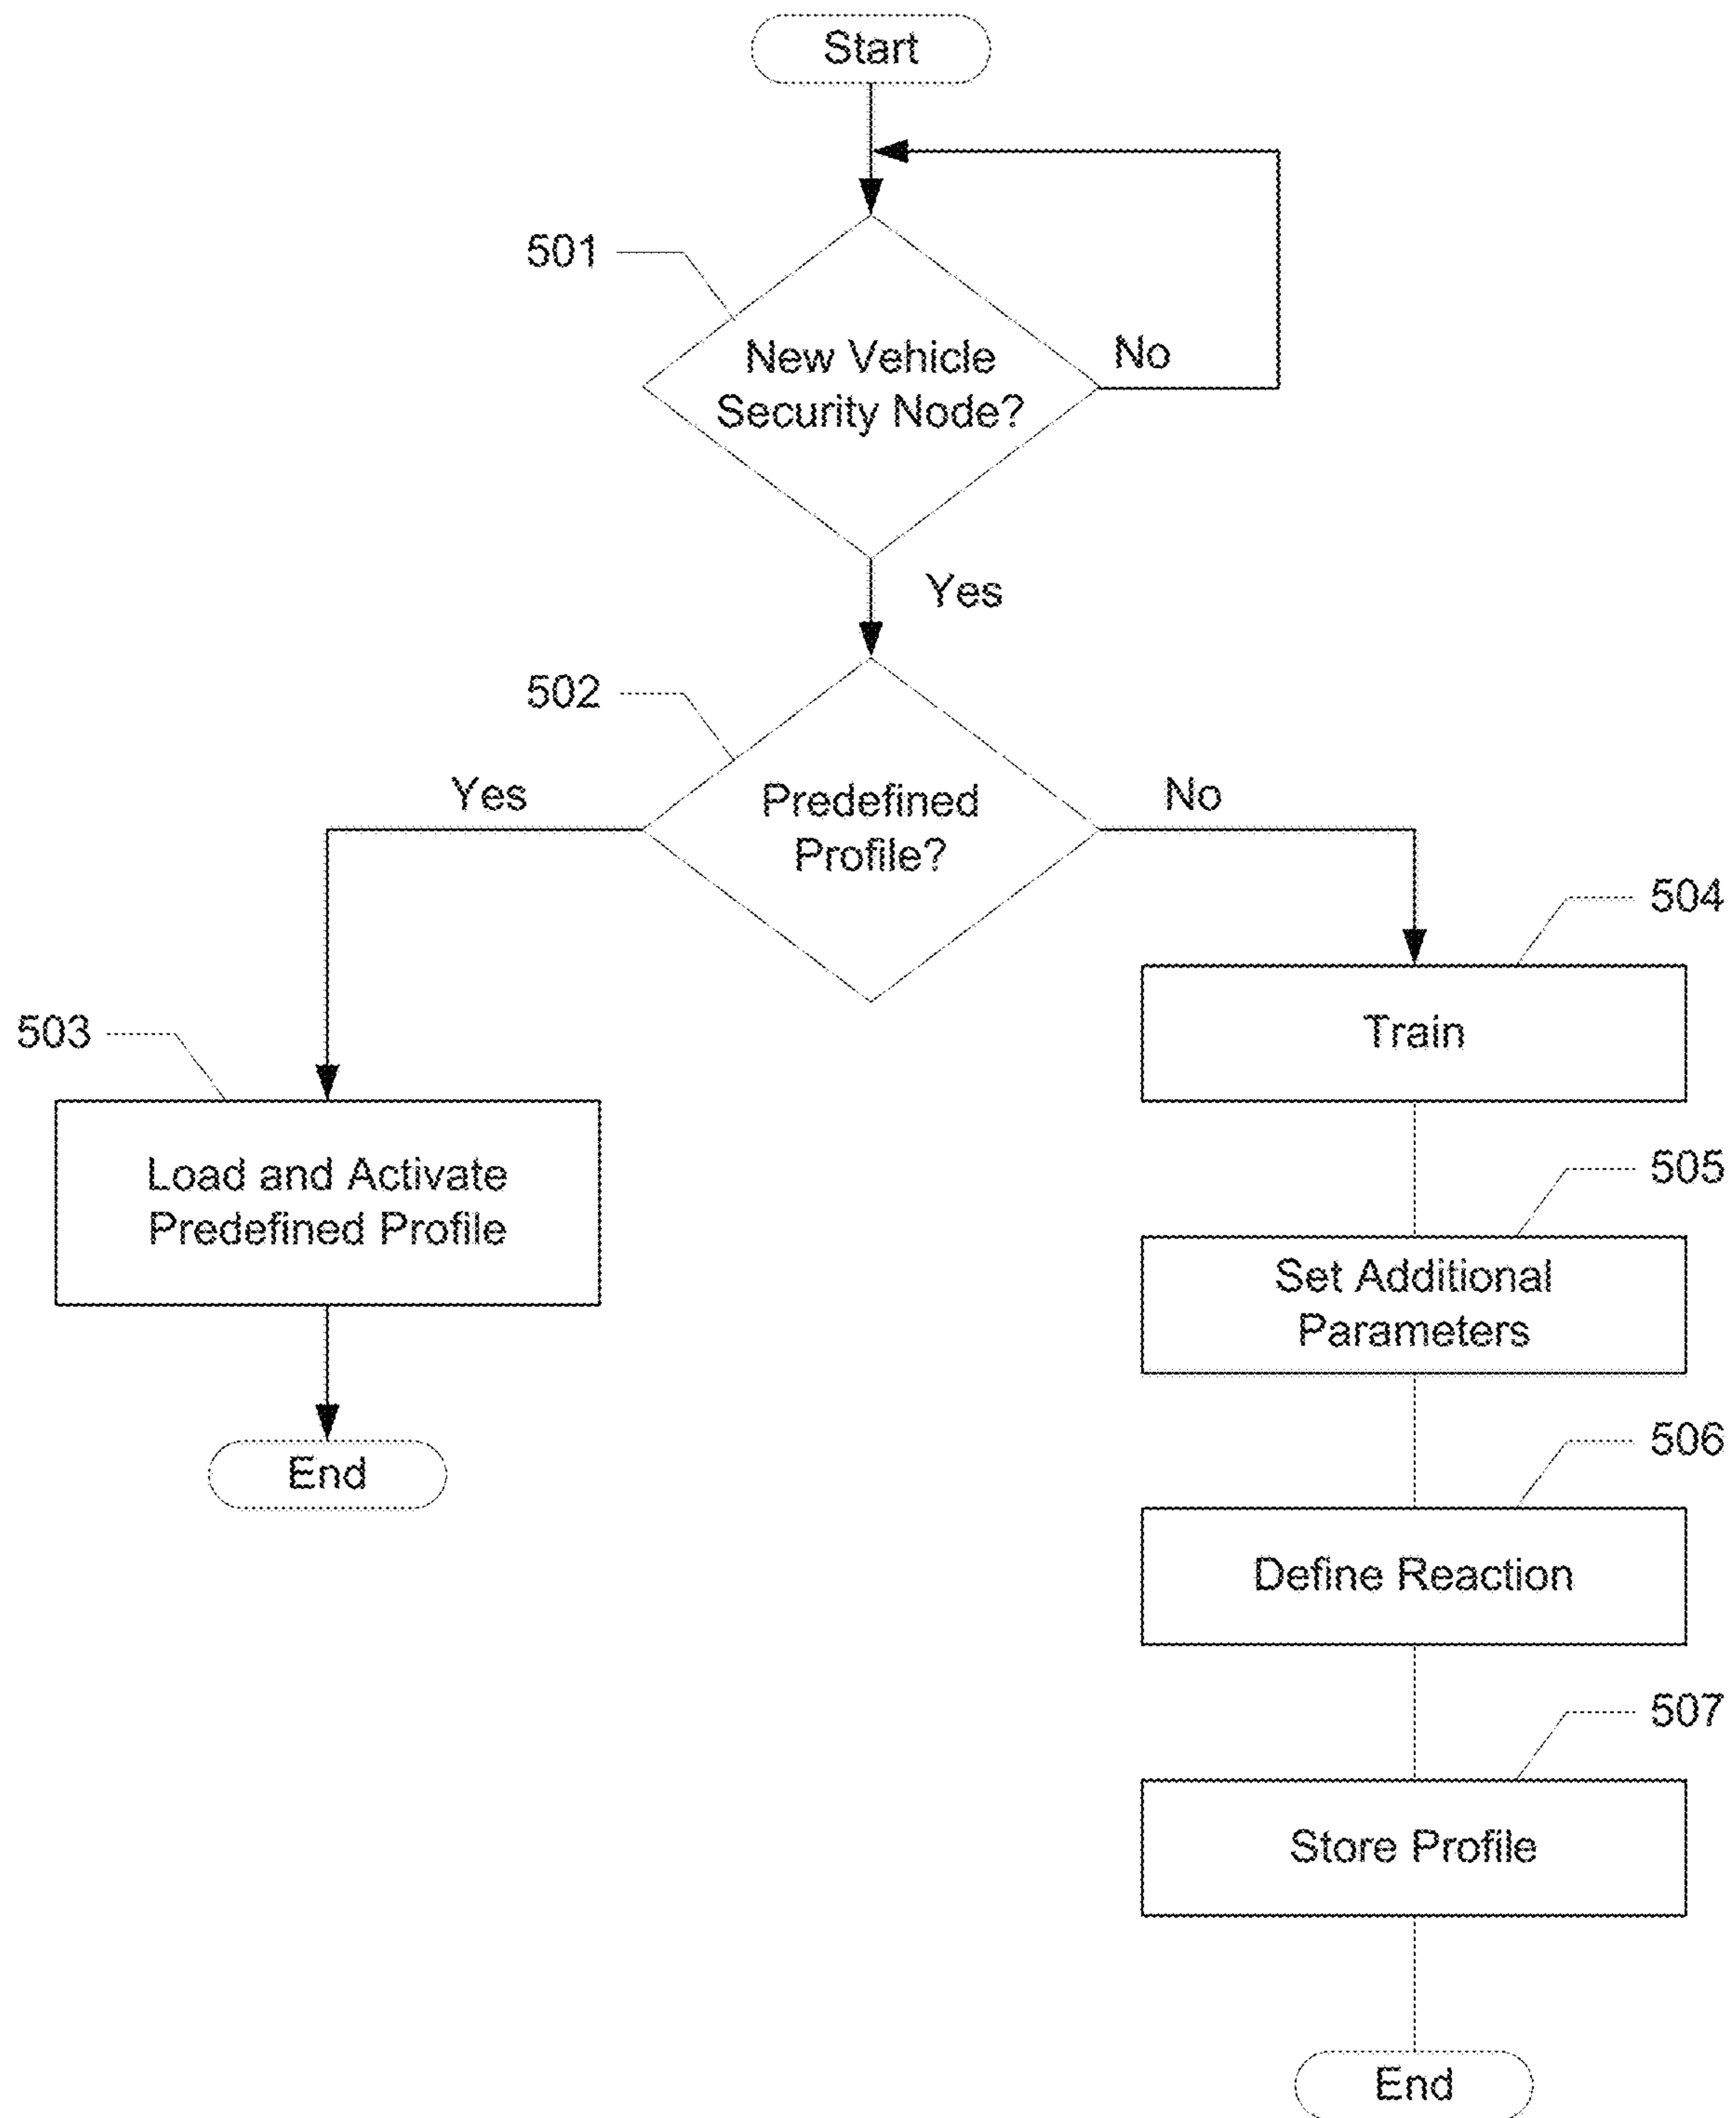 Start
501
New Vehicle
Security Node?
No
Yes
502
Yes
Predefined
Profile?
No
504
Train
503
Load and Activate
Predefined Profile
505
Set Additional
Parameters
End
506
Define Reaction
507
Store Profile
End